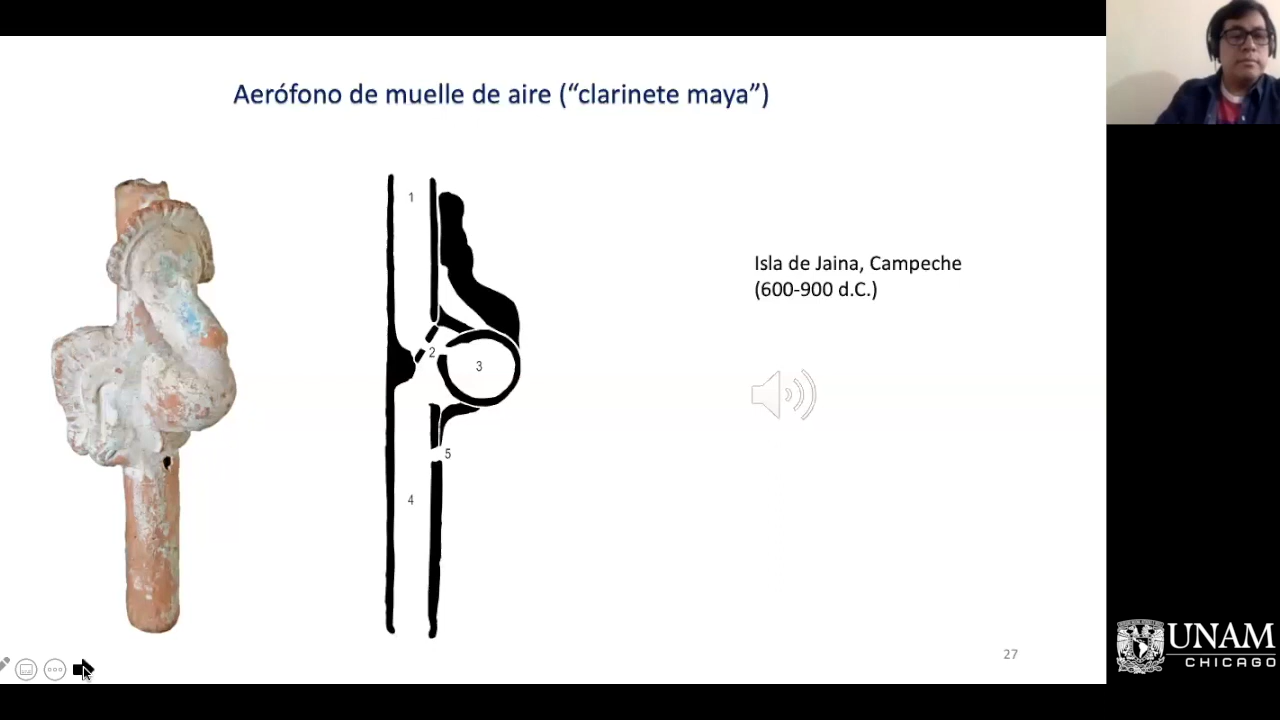 Aerófono de muelle de aire (“clarinete maya”)
1
2
3
Isla de Jaina, Campeche
(600-900 d.C.)
5
4
27
UNAM
CHICAGO